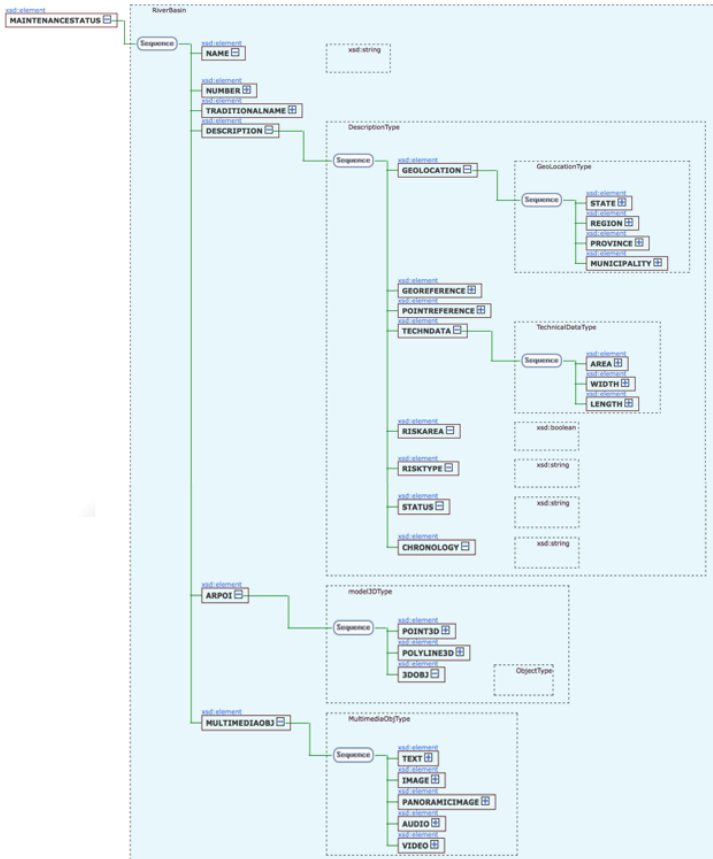 RiverBasin
xsd:element
MAINTENANCESTATUS
Sequence
xsd:element
NAME
xsd:string
xsd:element
NUMBER
xsd:element
TRADITIONALNAME
xsd:element
DESCRIPTION
DescriptionType
Sequence
xsd:element
GEOLOCATION
GeoLocationType
Sequence
xsd:element
STATE
xsd:element
REGION
xsd:element
PROVINCE
xsd:element
MUNICIPALITY
xsd:element
GEOREFERENCE
xsd:element
POINTREFERENCE
xsd:element
TECHNDATA
TechnicalDataType
Sequence
xsd:element
AREA
xsd:element
WIDTH
xsd:element
LENGTH
xsd:element
RISKAREA
xsd:boolean
xsd:element
RISKTYPE
xsd:string
xsd:element
STATUS
xsd:string
xsd:element
CHRONOLOGY
xsd:string
xsd:element
ARPOI
model3DType
Sequence
xsd:element
POINT3D
xsd:element
POLYLINE3D
xsd:element
3DOBJ
ObjectType
xsd:element
MULTIMEDIAOBJ
MultimediaObjType
Sequence
xsd:element
TEXT
xsd:element
IMAGE
xsd:element
PANORAMICIMAGE
xsd:element
AUDIO
xsd:element
VIDEO